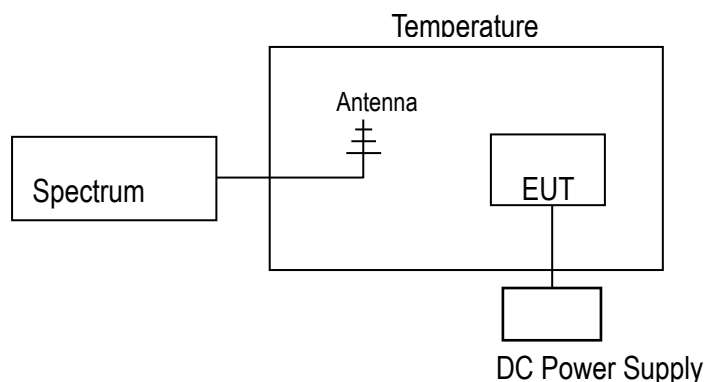 Temperature
Antenna
Spectrum
EUT
DC Power Supply